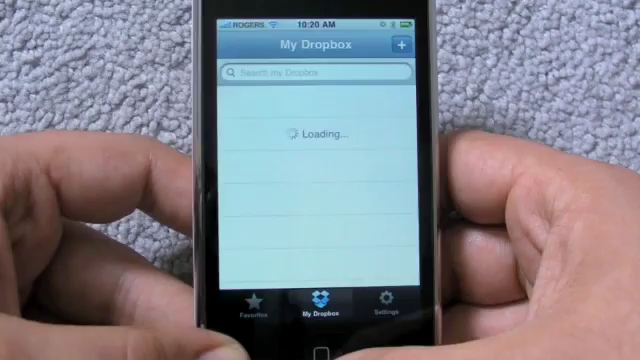 ROGERS 10:20 AM
My Dropbox +
Search my Dropbox
Loading...
Favorites My Dropbox Settings